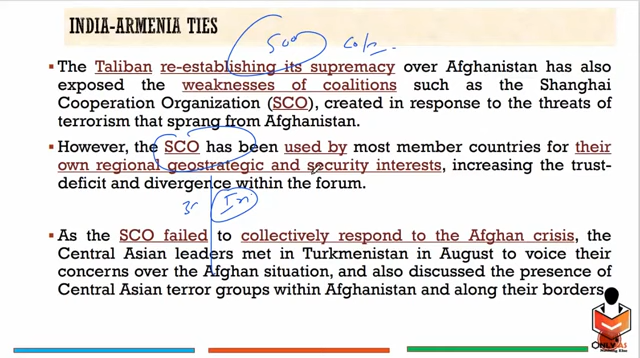 INDIA-ARMENIA TIES
SCO
▪ The Taliban re-establishing its supremacy over Afghanistan has also
exposed the weaknesses of coalitions such as the Shanghai
Cooperation Organization (SCO), created in response to the threats of
terrorism that sprang from Afghanistan.
▪ However, the SCO has been used by most member countries for their
own regional geostrategic and security interests, increasing the trust-
deficit and divergence within the forum.
▪ As the SCO failed to collectively respond to the Afghan crisis, the
Central Asian leaders met in Turkmenistan in August to voice their
concerns over the Afghan situation, and also discussed the presence of
Central Asian terror groups within Afghanistan and along their borders
ONLY IAS